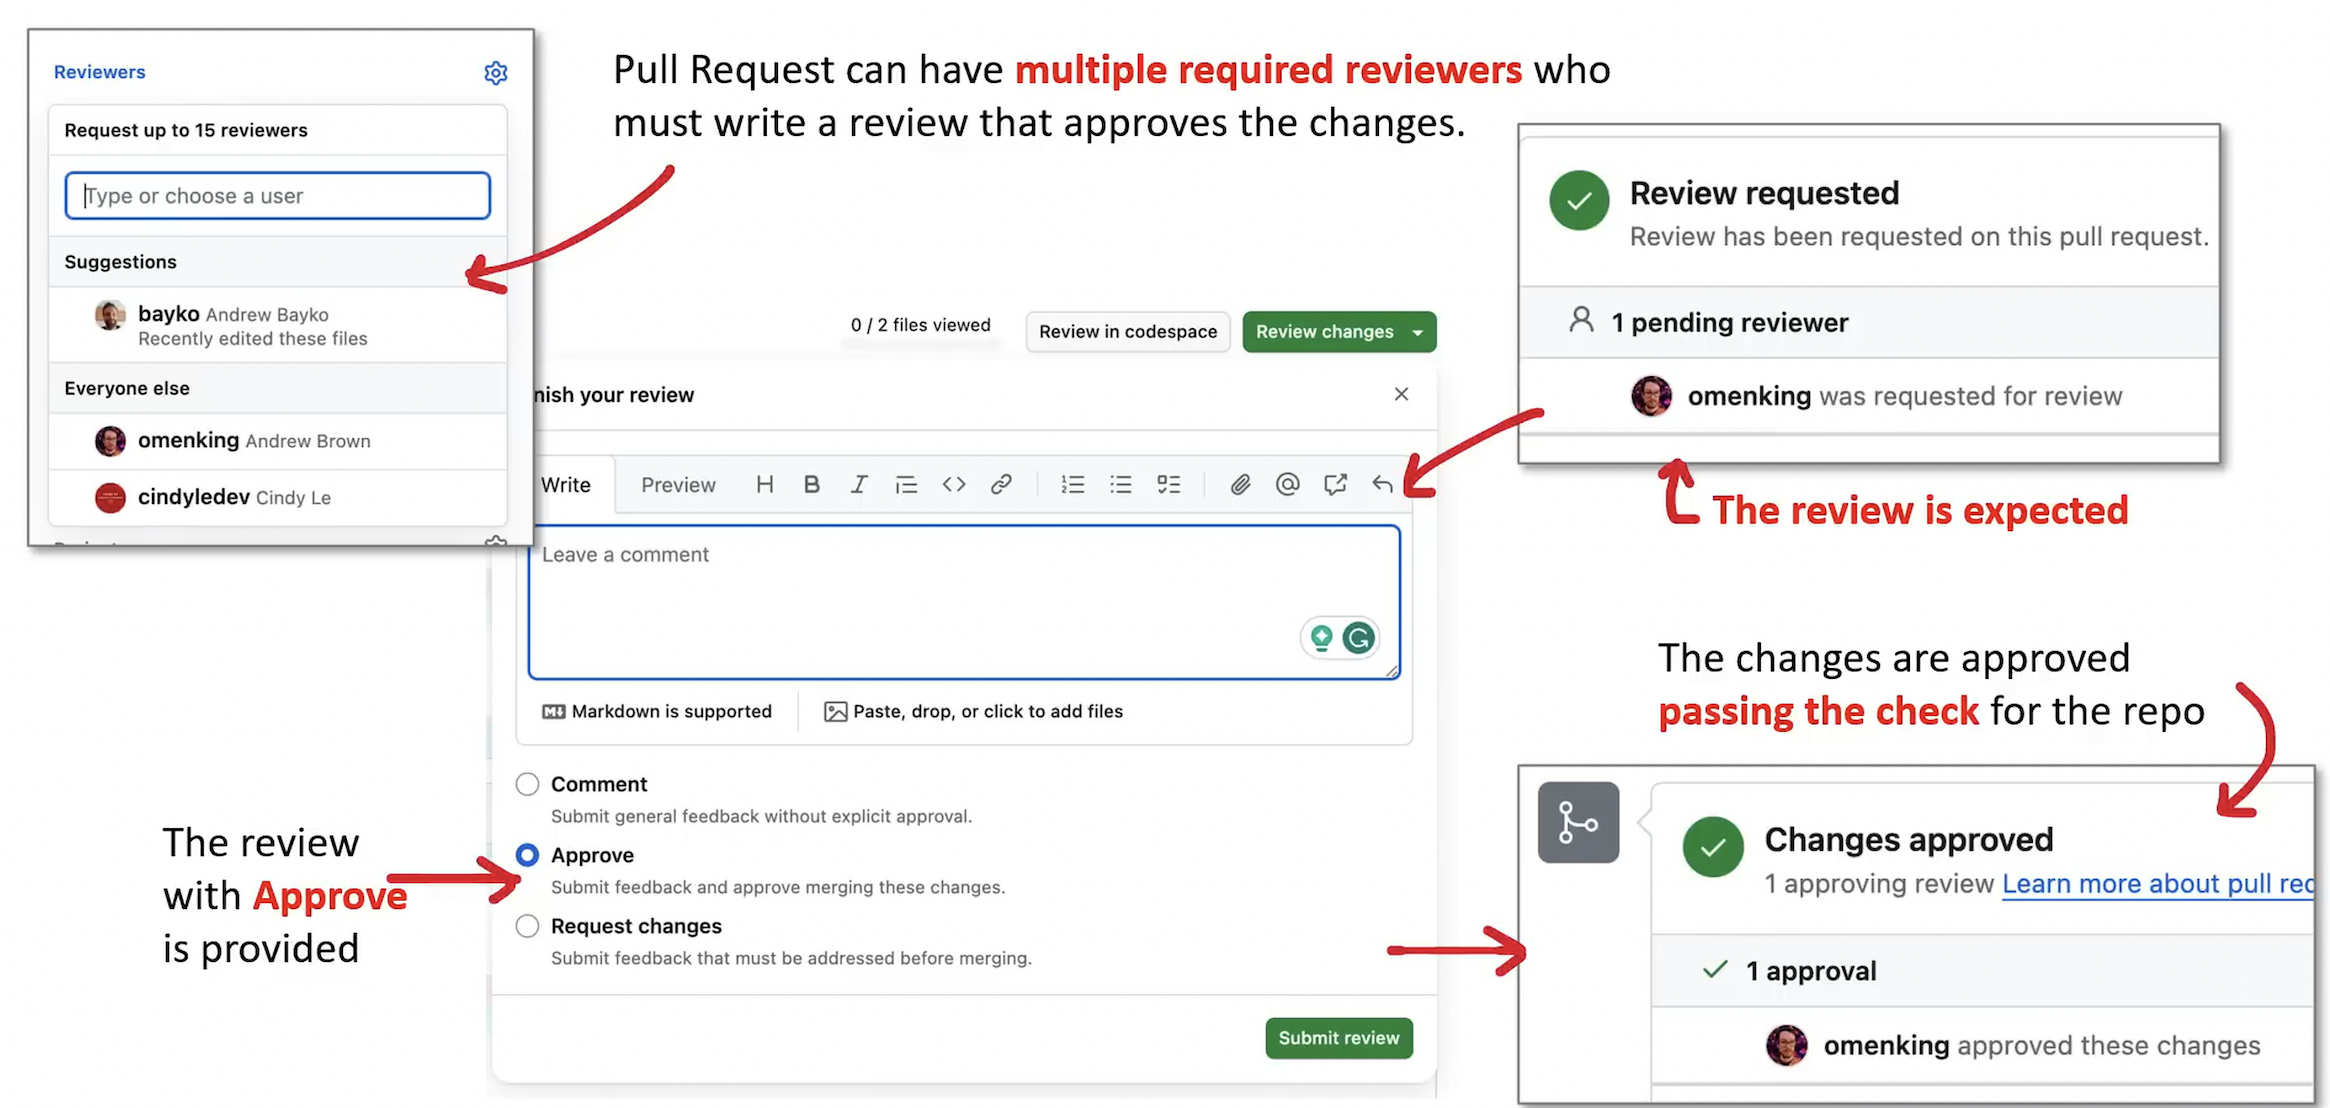 Reviewers
Request up to 15 reviewers
Type or choose a user
Suggestions
bayko Andrew Bayko
Recently edited these files
Everyone else
omenking Andrew Brown
cindyledev Cindy Le
Pull Request can have multiple required reviewers who
must write a review that approves the changes.
Review requested
Review has been requested on this pull request.
1 pending reviewer
omenking was requested for review
The review is expected
0 / 2 files viewed
Review in codespace
Review changes
nish your review
Write
Preview
Leave a comment
Markdown is supported
Paste, drop, or click to add files
Comment
Submit general feedback without explicit approval.
Approve
Submit feedback and approve merging these changes.
Request changes
Submit feedback that must be addressed before merging.
Submit review
The review
with Approve
is provided
The changes are approved
passing the check for the repo
Changes approved
1 approving review Learn more about pull rec
1 approval
omenking approved these changes